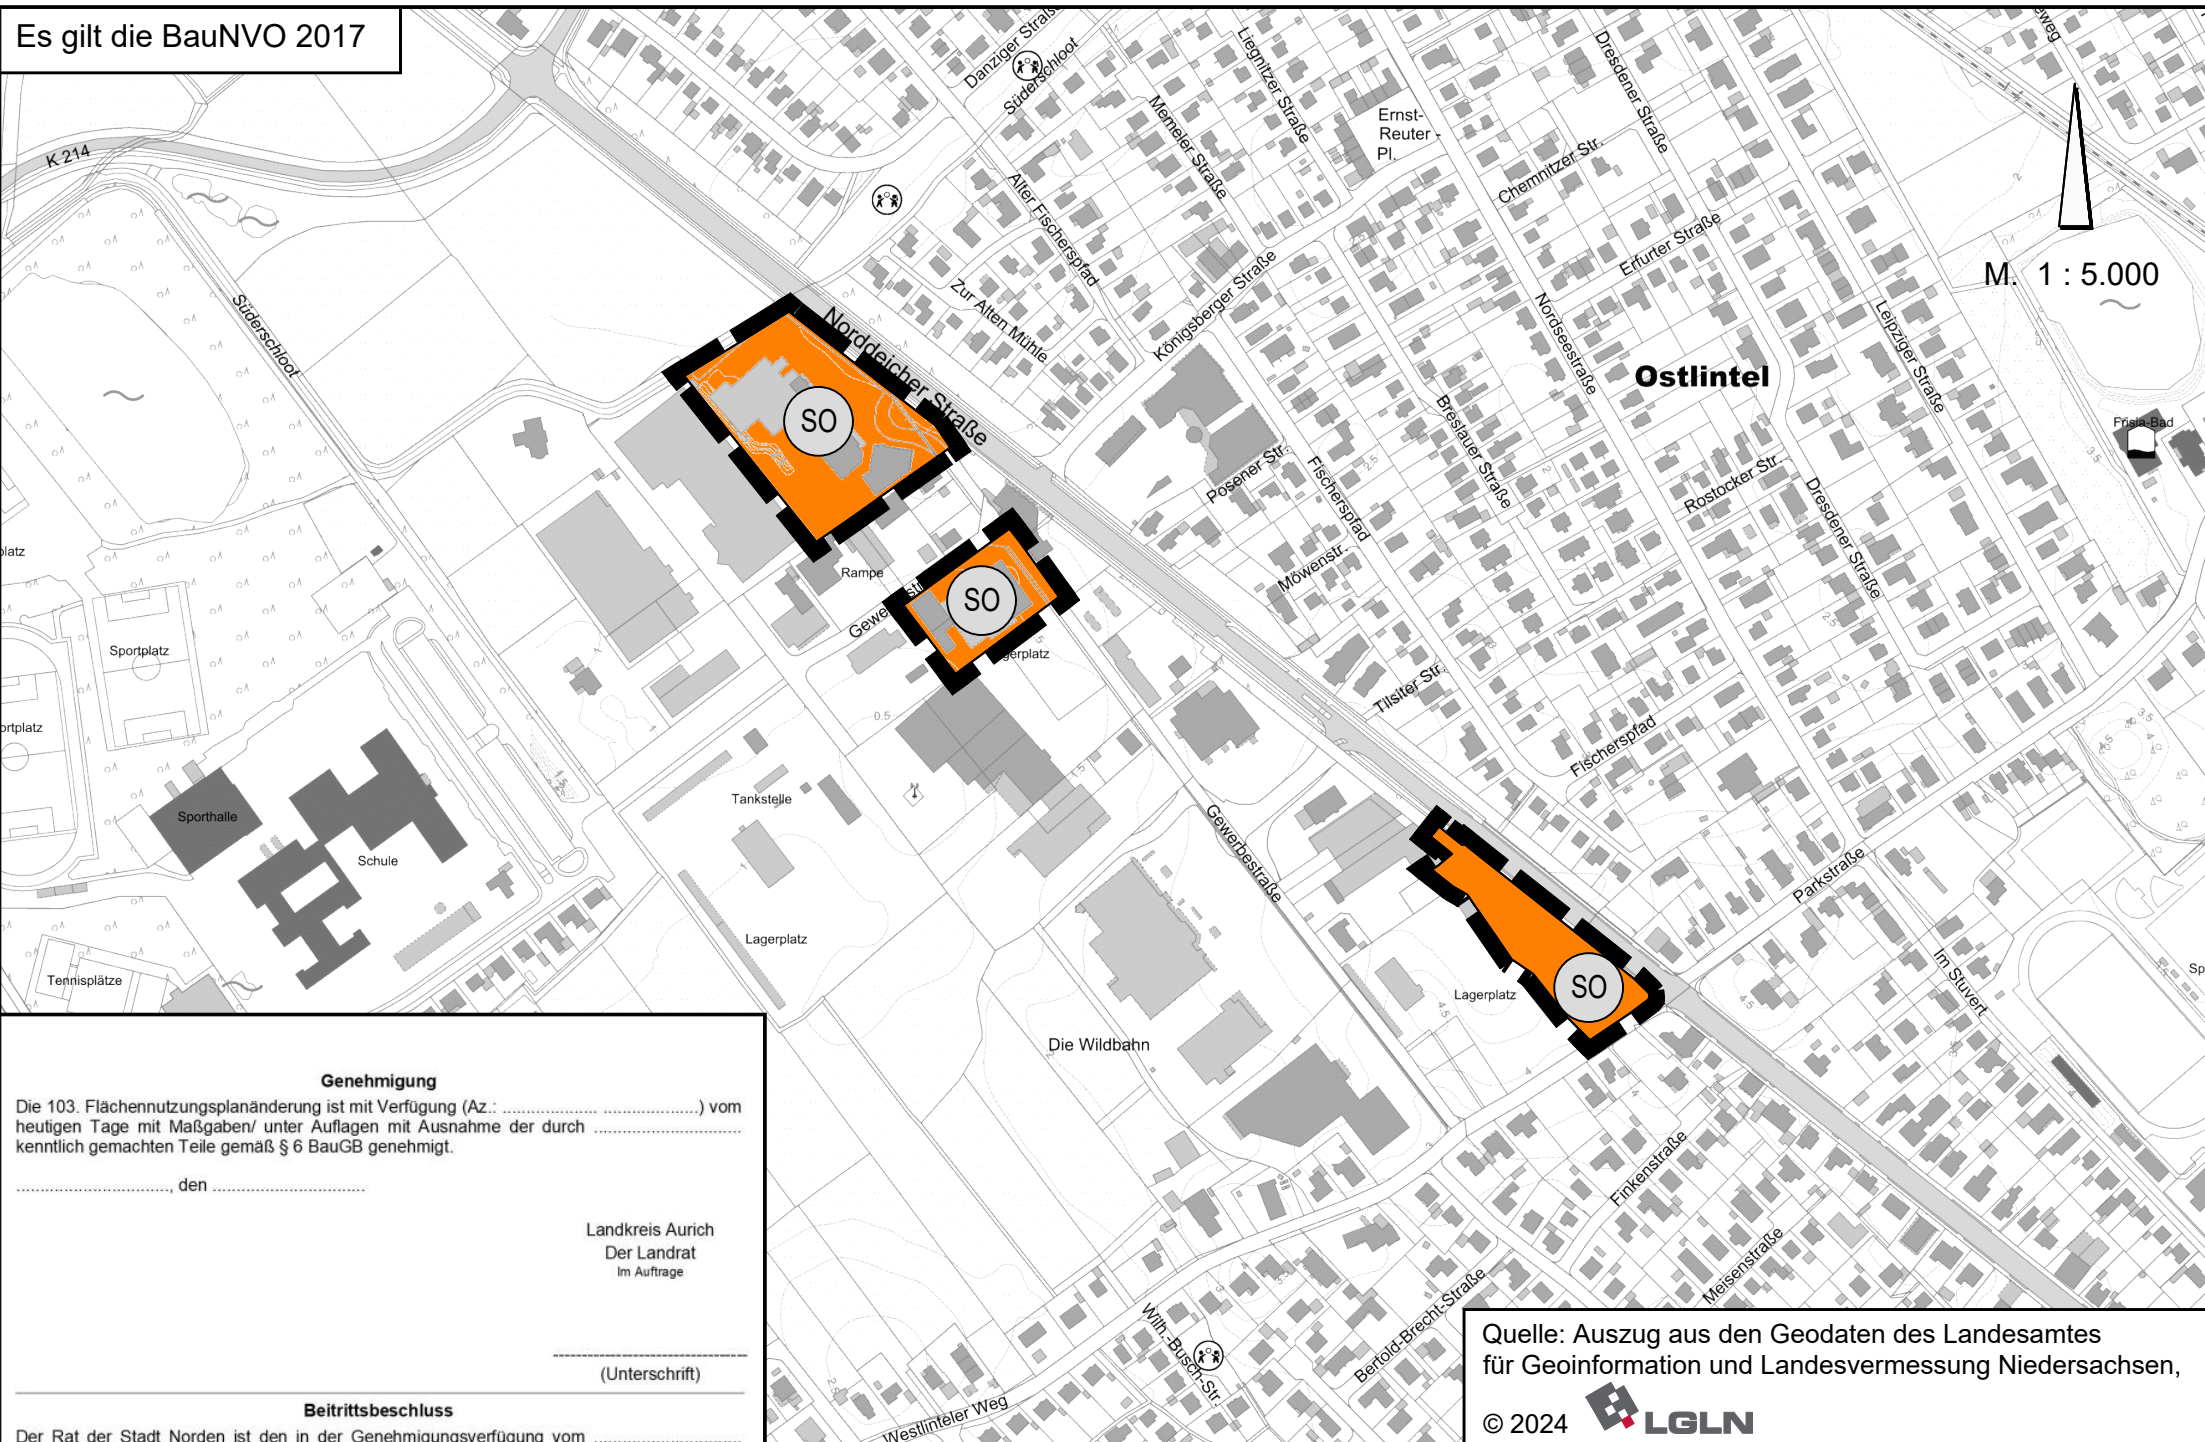 Es gilt die BauNVO 2017
K 214
Süderschloot
Danziger Straße
Süderschloot
Liegnitzer Straße
Memeler Straße
Ernst-
Reuter -
Pl.
Dresdener Straße
Chemnitzer Str.
Alter Fischerspfad
Zur Alten Mühle
Königsberger Straße
Erfurter Straße
Nordseestraße
M. 1 : 5.000
Leipziger Straße
Ostlintel
Frisia-Bad
Norddeicher Straße
SO
Breslauer Straße
Posener Str.
Fischerspfad
Rostocker Str.
Dresdener Straße
Möwenstr.
Rampe
SO
Sportplatz
Tilsiter Str.
Fischerspfad
Tankstelle
Sporthalle
Schule
Gewerbestraße
Parkstraße
Lagerplatz
Tennisplätze
Lagerplatz
SO
Im Stuvert
Die Wildbahn
Finkenstraße
Meisenstraße
Wilh.-Busch-Str.
Bertold-Brecht-Straße
Westlinteler Weg
Genehmigung
Die 103. Flächennutzungsplanänderung ist mit Verfügung (Az.: .................... .....................) vom
heutigen Tage mit Maßgaben/ unter Auflagen mit Ausnahme der durch ................................
kenntlich gemachten Teile gemäß § 6 BauGB genehmigt.
................................., den ................................
Landkreis Aurich
Der Landrat
Im Auftrage
(Unterschrift)
Beitrittsbeschluss
Der Rat der Stadt Norden ist den in der Genehmigungsverfügung vom ................................
Quelle: Auszug aus den Geodaten des Landesamtes
für Geoinformation und Landesvermessung Niedersachsen,
© 2024 LGLN